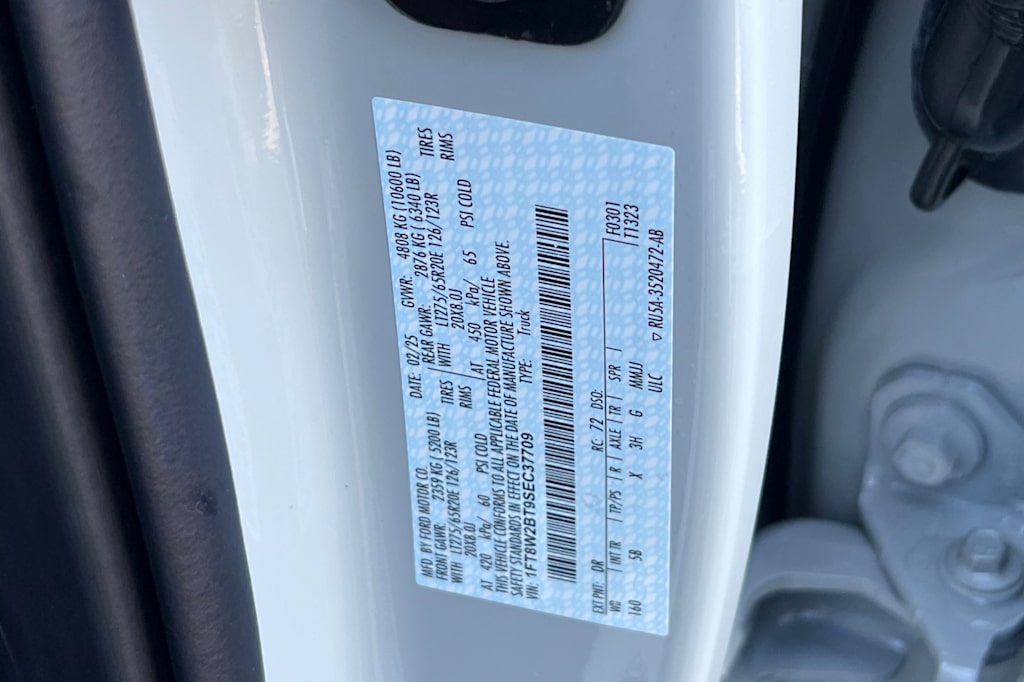 MFD. BY FORD MOTOR CO.
DATE: 02/25 GVWR: 4808 KG (10600 LB)
FRONT GAWR: 2359 KG (5200 LB) REAR GAWR: 2876 KG (6340 LB)
WITH LT275/65R20E 126/123R TIRES WITH LT275/65R20E 126/123R TIRES
20X8.0J RIMS 20X8.0J RIMS
AT 420 kPa/ 60 PSI COLD AT 450 kPa/ 65 PSI COLD
THIS VEHICLE CONFORMS TO ALL APPLICABLE FEDERAL MOTOR VEHICLE
SAFETY STANDARDS IN EFFECT ON THE DATE OF MANUFACTURE SHOWN ABOVE.
VIN: 1FT8W2BT9SEC37709 TYPE: Truck
EXT PNT: DR RC: 72 DSO: F0301
WB INT TR TP/PS R AXLE TR SPR T1323
160 5B X 3H G MMJJ
UIC ▽ RU5A-3520472-AB